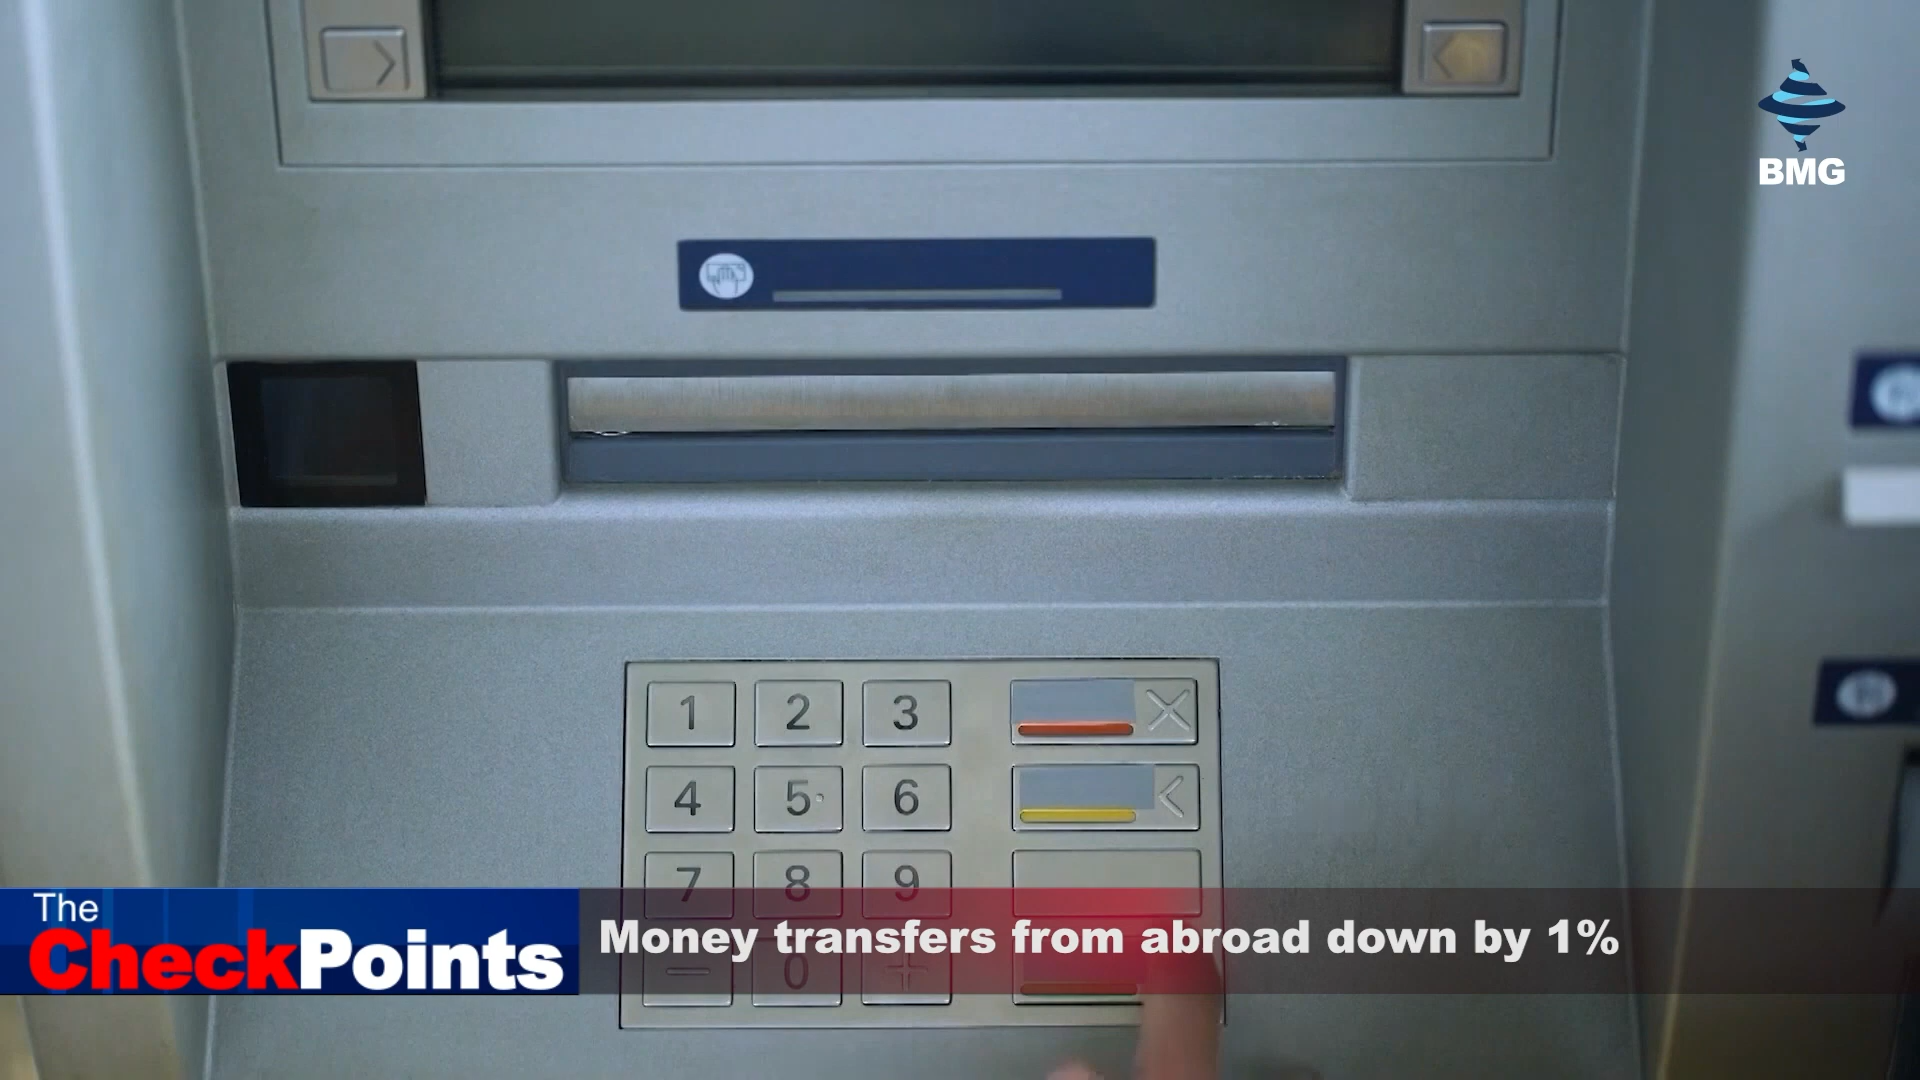 BMG
1 2 3
4 5 6
7 8 9
- 0 +
The
CheckPoints
Money transfers from abroad down by 1%